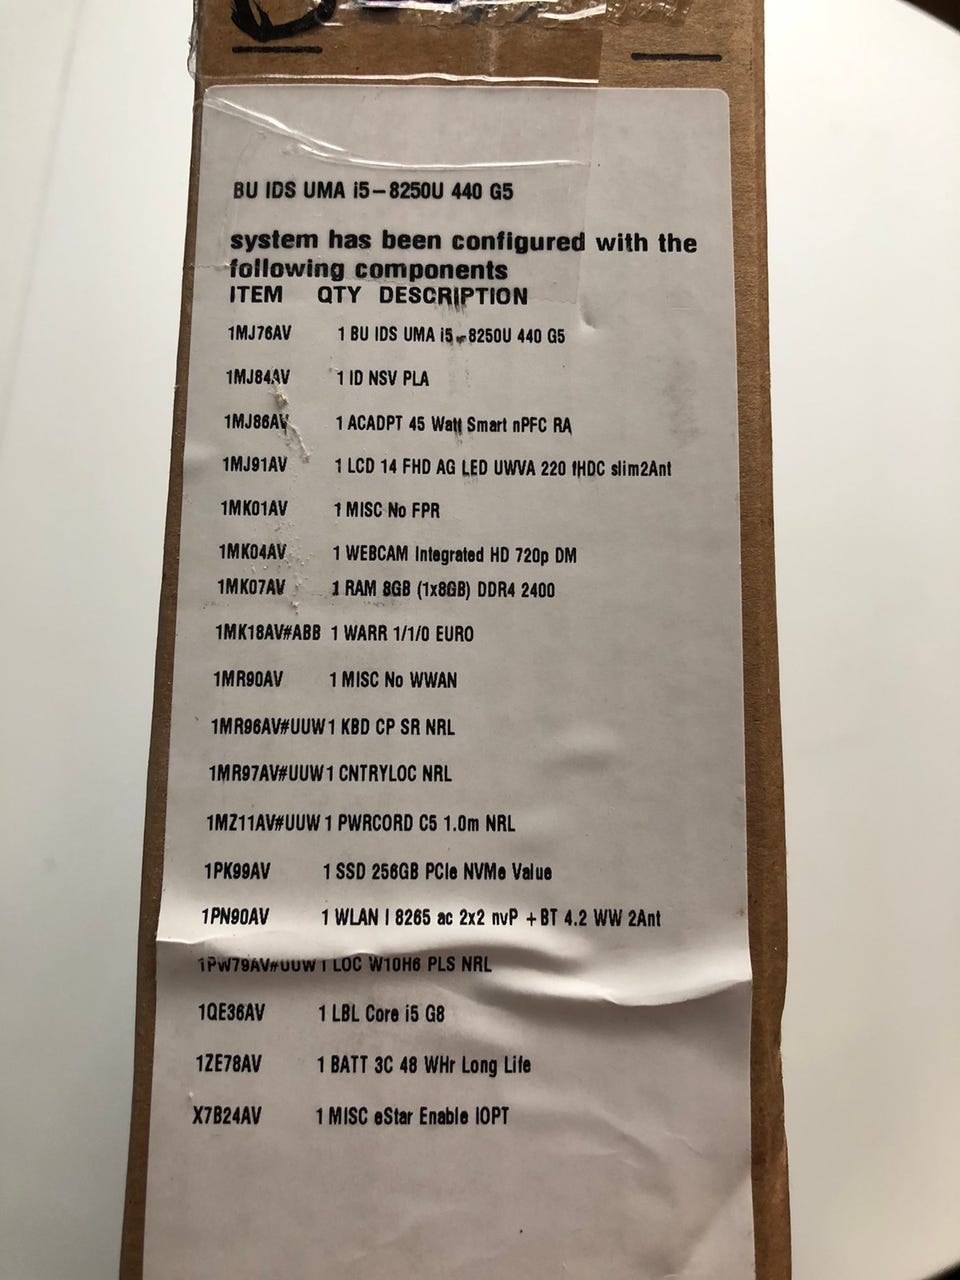 BU IDS UMA i5-8250U 440 G5
system has been configured with the
following components
ITEM QTY DESCRIPTION
1MJ76AV 1 BU IDS UMA i5-8250U 440 G5
1MJ84AV 1 ID NSV PLA
1MJ86AV 1 ACADPT 45 Watt Smart nPFC RA
1MJ91AV 1 LCD 14 FHD AG LED UWVA 220 fHDC slim2Ant
1MK01AV 1 MISC No FPR
1MK04AV 1 WEBCAM Integrated HD 720p DM
1MK07AV 1 RAM 8GB (1x8GB) DDR4 2400
1MK18AV#ABB 1 WARR 1/1/0 EURO
1MR90AV 1 MISC No WWAN
1MR96AV#UUW 1 KBD CP SR NRL
1MR97AV#UUW 1 CNTRYLOC NRL
1MZ11AV#UUW 1 PWRCORD C5 1.0m NRL
1PK99AV 1 SSD 256GB PCIe NVMe Value
1PN90AV 1 WLAN I 8265 ac 2x2 nvP +BT 4.2 WW 2Ant
1PW79AV#UUW 1 LOC W10H6 PLS NRL
1QE36AV 1 LBL Core i5 G8
1ZE78AV 1 BATT 3C 48 WHr Long Life
X7B24AV 1 MISC eStar Enable IOPT